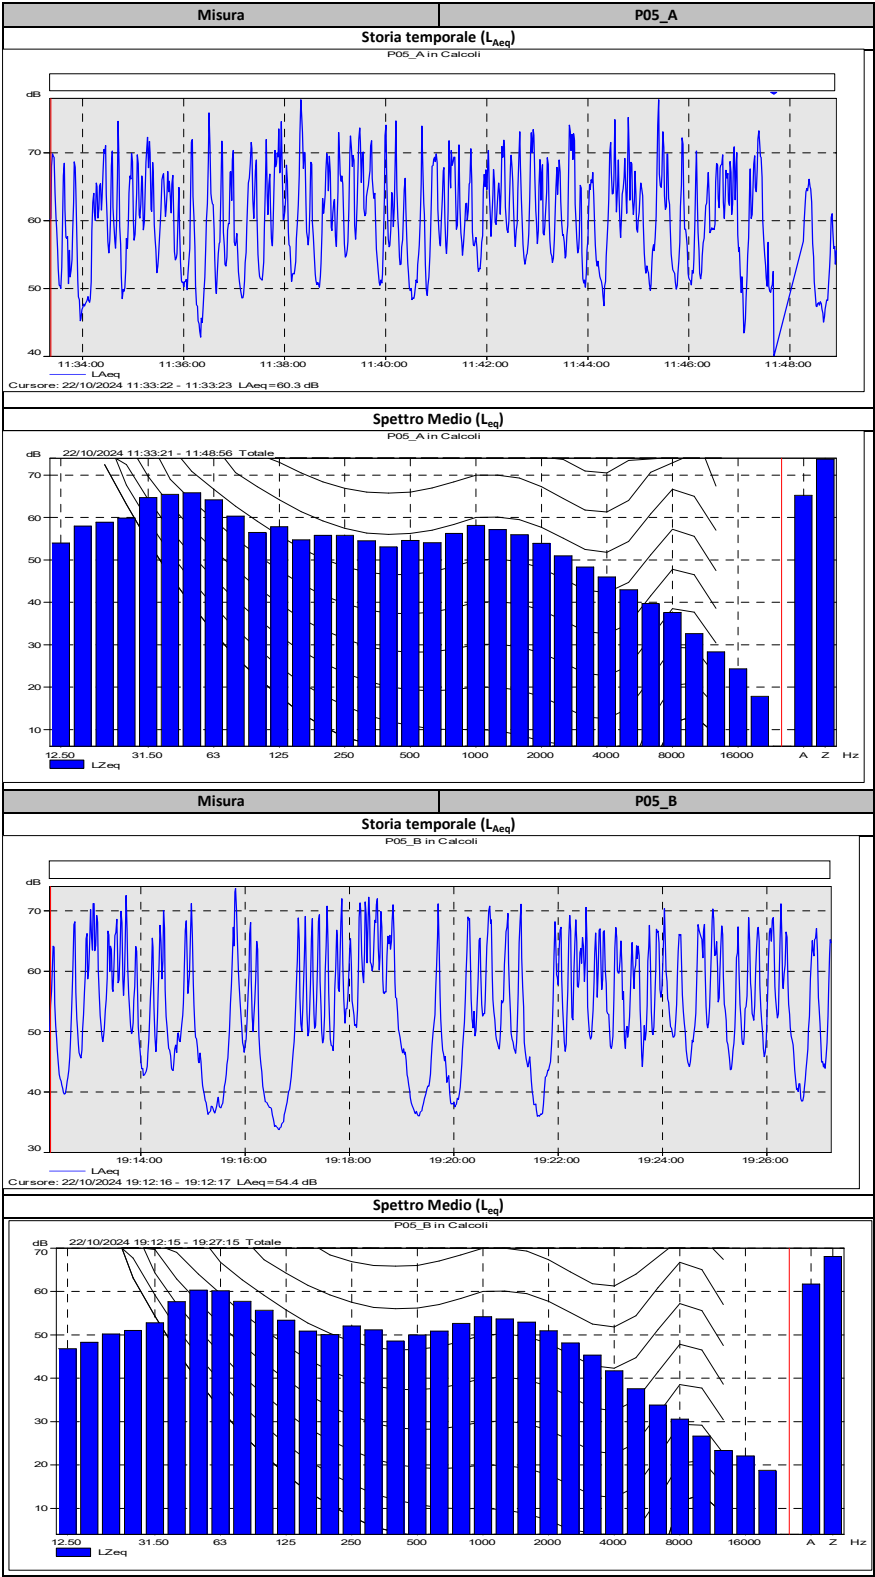 Misura P05_A
Storia temporale (LAeq)
P05_A in Calcoli
dB
70
60
50
40
11:34:00 11:36:00 11:38:00 11:40:00 11:42:00 11:44:00 11:46:00 11:48:00
LAeq
Cursore: 22/10/2024 11:33:22 - 11:33:23 LAeq=60.3 dB
Spettro Medio (Leq)
P05_A in Calcoli
dB 22/10/2024 11:33:21 - 11:48:56 Totale
70
60
50
40
30
20
10
12.50 31.50 63 125 250 500 1000 2000 4000 8000 16000 A Z Hz
LZeq
Misura P05_B
Storia temporale (LAeq)
P05_B in Calcoli
dB
70
60
50
40
30
19:14:00 19:16:00 19:18:00 19:20:00 19:22:00 19:24:00 19:26:00
LAeq
Cursore: 22/10/2024 19:12:16 - 19:12:17 LAeq=54.4 dB
Spettro Medio (Leq)
P05_B in Calcoli
dB 22/10/2024 19:12:15 - 19:27:15 Totale
70
60
50
40
30
20
10
12.50 31.50 63 125 250 500 1000 2000 4000 8000 16000 A Z Hz
LZeq